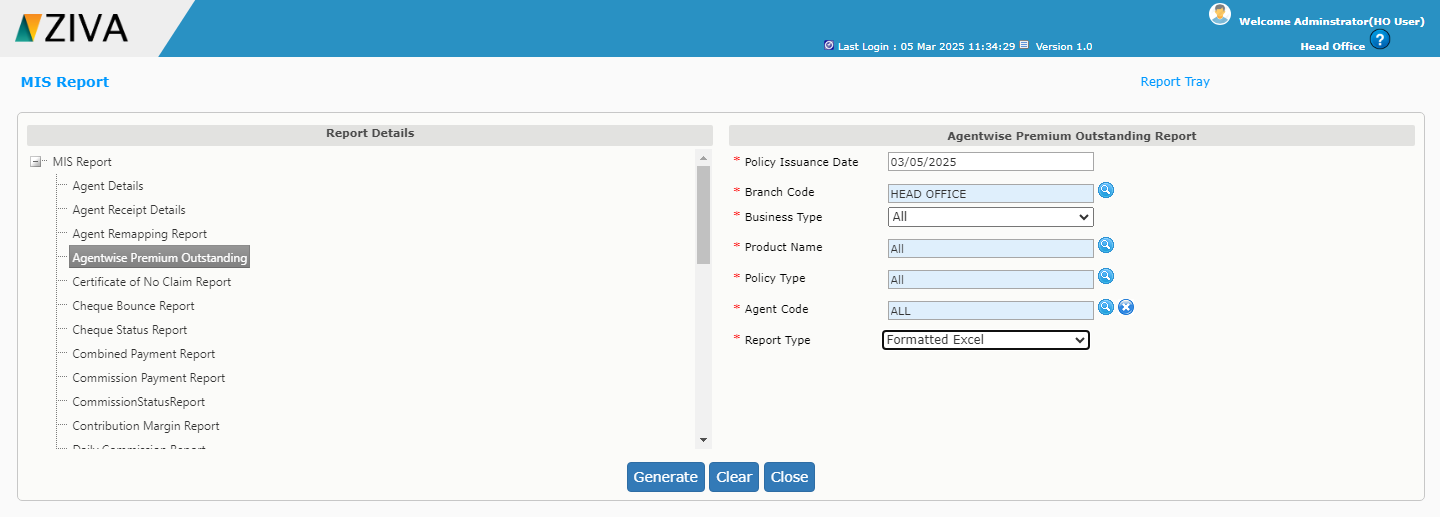 ZIVA
Welcome Adminstrator(HO User)
Last Login : 05 Mar 2025 11:34:29 Version 1.0
Head Office ?
MIS Report
Report Tray
Report Details
MIS Report
Agent Details
Agent Receipt Details
Agent Remapping Report
Agentwise Premium Outstanding
Certificate of No Claim Report
Cheque Bounce Report
Cheque Status Report
Combined Payment Report
Commission Payment Report
CommissionStatusReport
Contribution Margin Report
Daily Commission Report
Agentwise Premium Outstanding Report
* Policy Issuance Date 03/05/2025
* Branch Code HEAD OFFICE
* Business Type All
* Product Name All
* Policy Type All
* Agent Code ALL
* Report Type Formatted Excel
Generate Clear Close